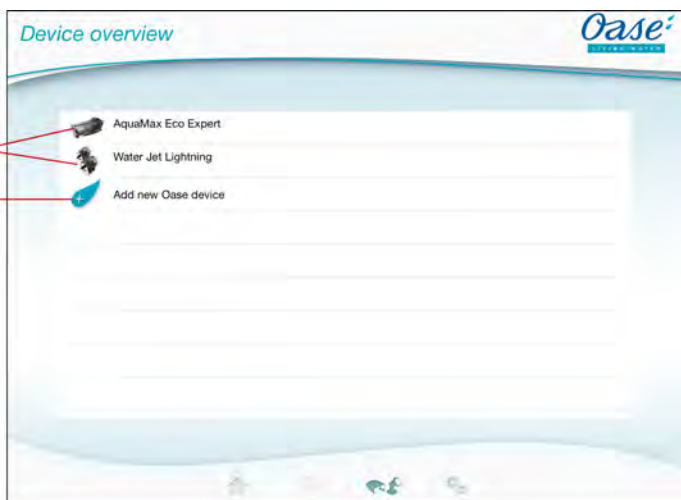 Device overview
Oase
LIVING WATER
AquaMax Eco Expert
Water Jet Lightning
Add new Oase device